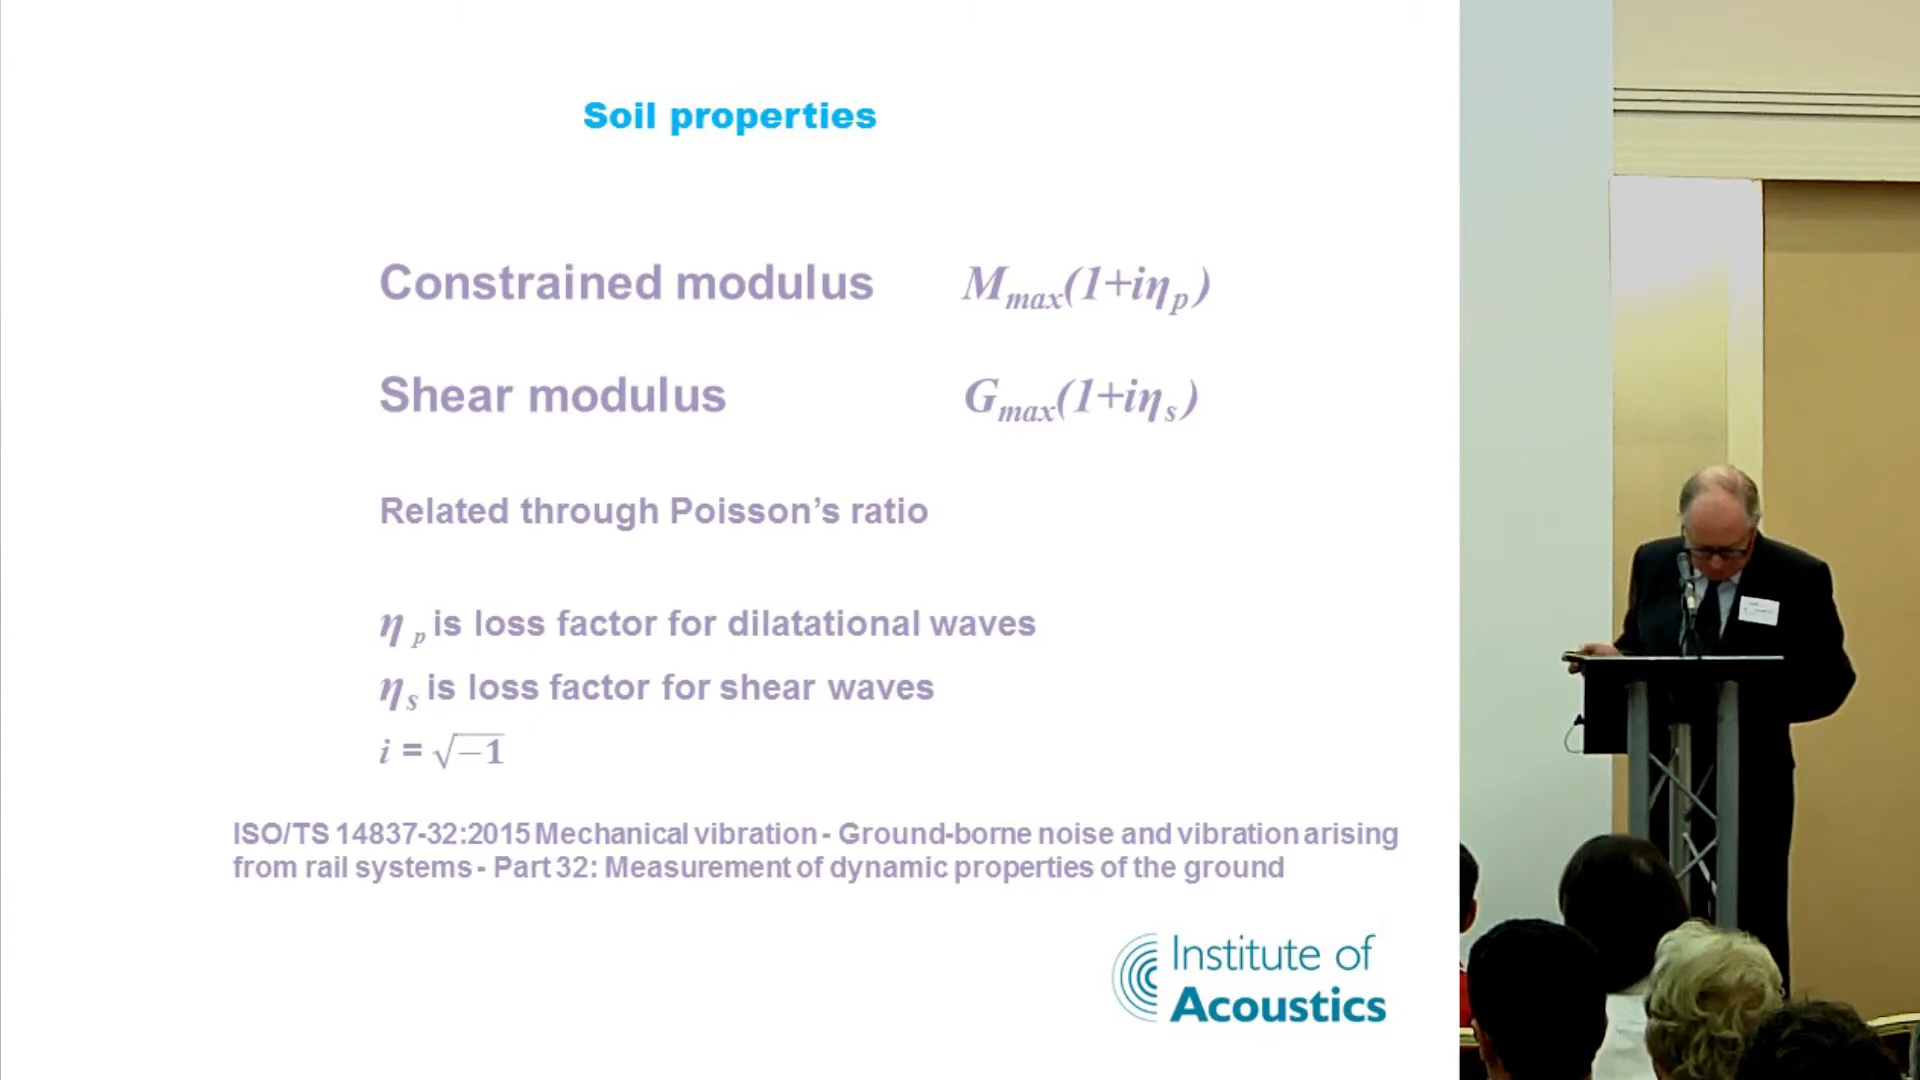 Soil properties
Constrained modulus M_max(1+iη_p)
Shear modulus G_max(1+iη_s)
Related through Poisson’s ratio
η_p is loss factor for dilatational waves
η_s is loss factor for shear waves
i = √−1
ISO/TS 14837-32:2015 Mechanical vibration - Ground-borne noise and vibration arising
from rail systems - Part 32: Measurement of dynamic properties of the ground
Institute of
Acoustics